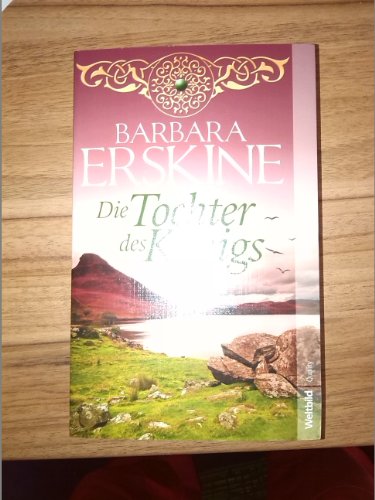 BARBARA
ERSKINE
Die Tochter
des Königs
Weltbild